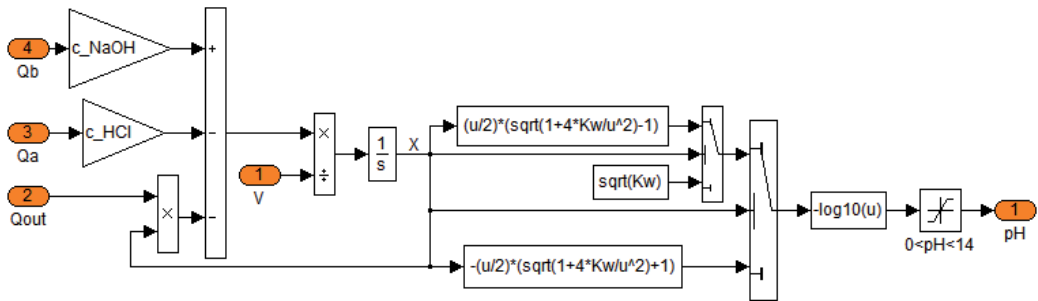 4
Qb
c_NaOH
3
Qa
c_HCl
2
Qout
×
+
−
−
1
V
×
÷
1
s
X
(u/2)*(sqrt(1+4*Kw/u^2)-1)
sqrt(Kw)
-(u/2)*(sqrt(1+4*Kw/u^2)+1)
-log10(u)
0<pH<14
1
pH